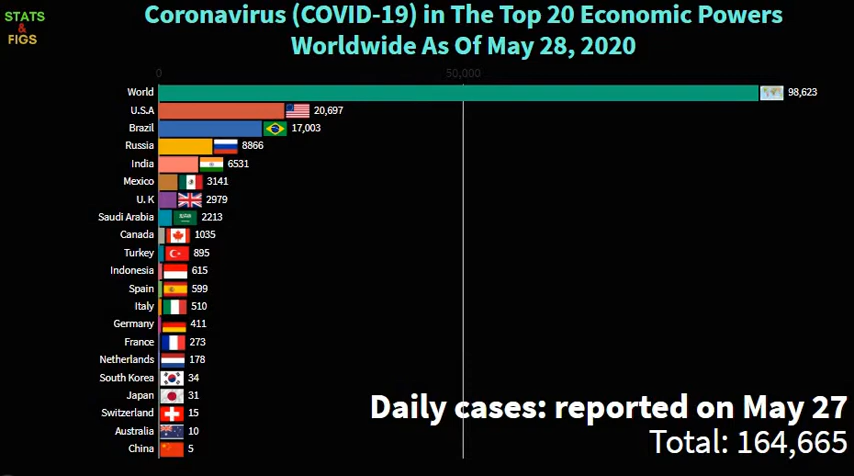 STATS
&
FIGS
Coronavirus (COVID-19) in The Top 20 Economic Powers
Worldwide As Of May 28, 2020
0 50,000
World 98,623
U.S.A 20,697
Brazil 17,003
Russia 8866
India 6531
Mexico 3141
U. K 2979
Saudi Arabia 2213
Canada 1035
Turkey 895
Indonesia 615
Spain 599
Italy 510
Germany 411
France 273
Netherlands 178
South Korea 34
Japan 31
Switzerland 15
Australia 10
China 5
Daily cases: reported on May 27
Total: 164,665